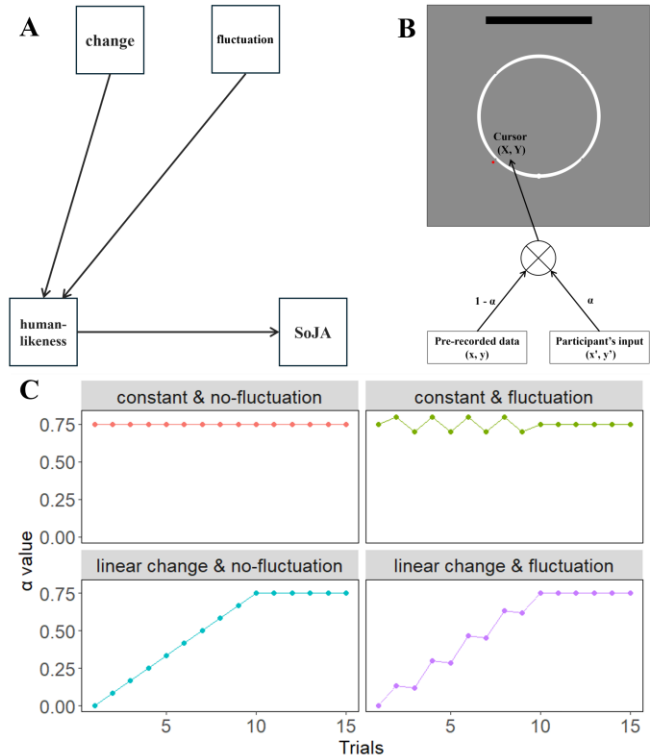 A
change
fluctuation
human-
likeness
SoJA
B
Cursor
(X, Y)
1 - α
α
Pre-recorded data
(x, y)
Participant's input
(x', y')
C
constant & no-fluctuation
constant & fluctuation
0.75
0.50
0.25
0.00
linear change & no-fluctuation
linear change & fluctuation
0.75
0.50
0.25
0.00
α value
5
10
15
5
10
15
Trials